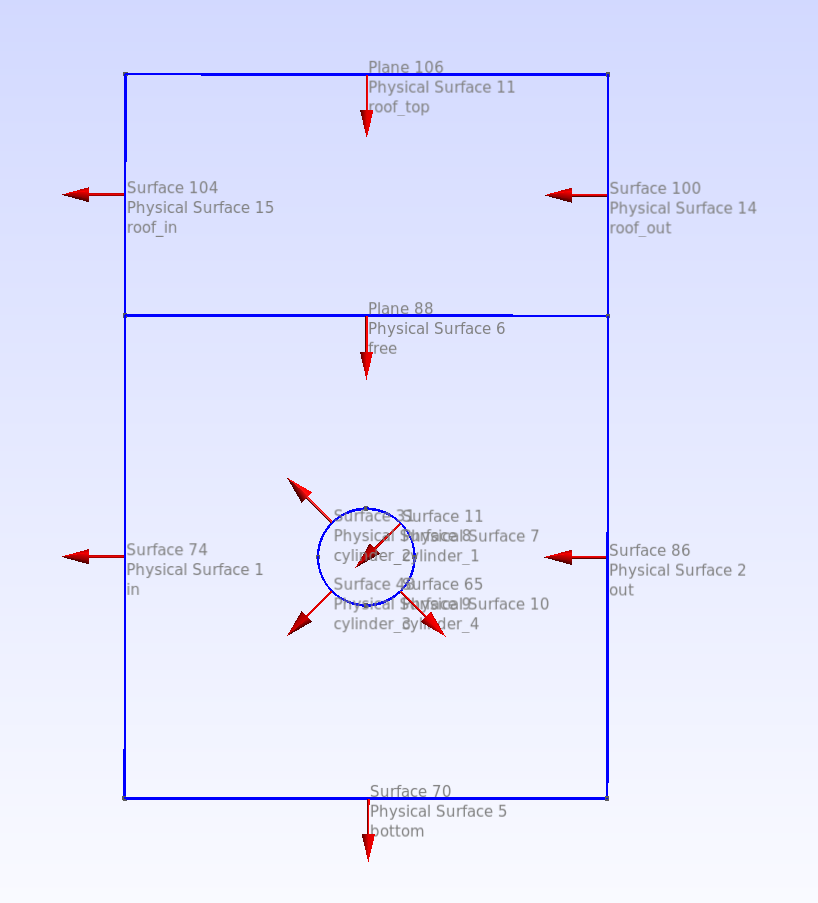 Plane 106
Physical Surface 11
roof_top
Surface 104
Physical Surface 15
roof_in
Surface 100
Physical Surface 14
roof_out
Plane 88
Physical Surface 6
free
Surface 31
Physical Surface 8
cylinder_2
Surface 11
Physical Surface 7
cylinder_1
Surface 74
Physical Surface 1
in
Surface 86
Physical Surface 2
out
Surface
Physical Surface 9
cylinder_3
Surface 65
Physical Surface 10
cylinder_4
Surface 70
Physical Surface 5
bottom